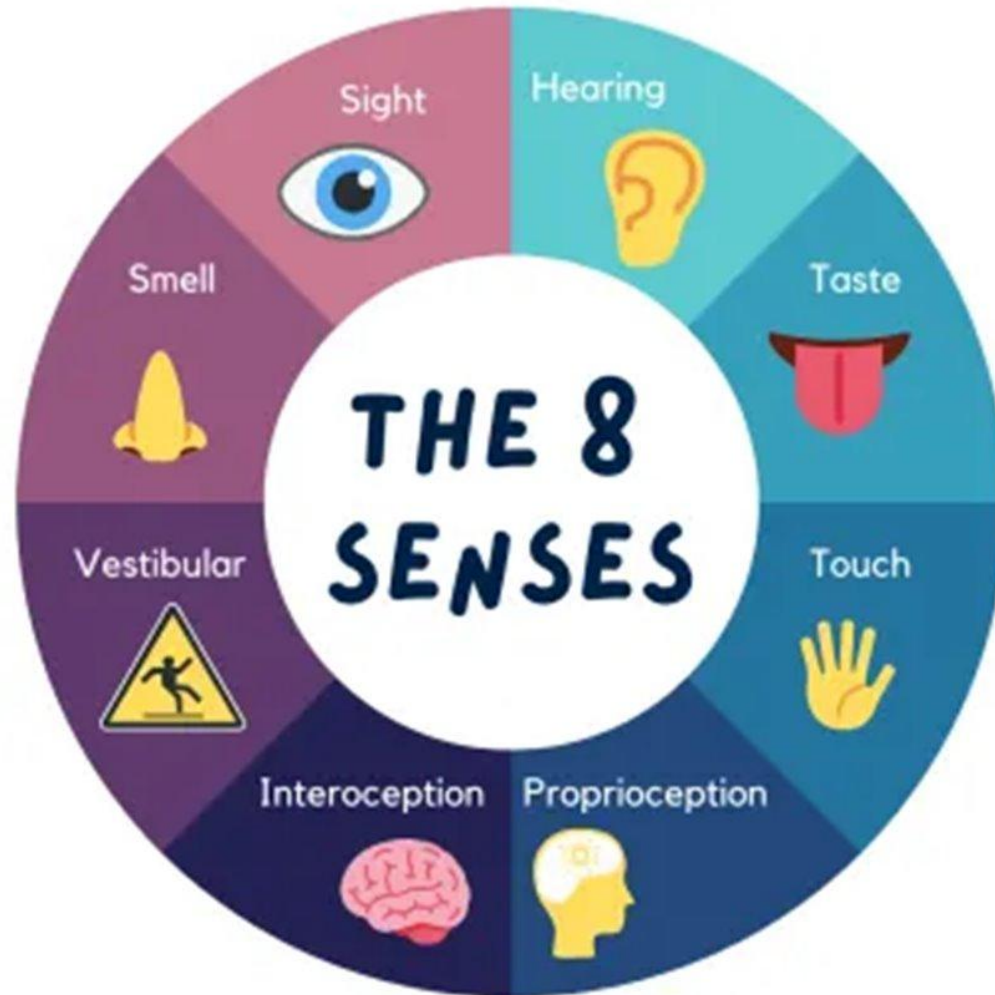 Sight
Hearing
Smell
Taste
THE 8
SENSES
Vestibular
Touch
Interoception
Proprioception